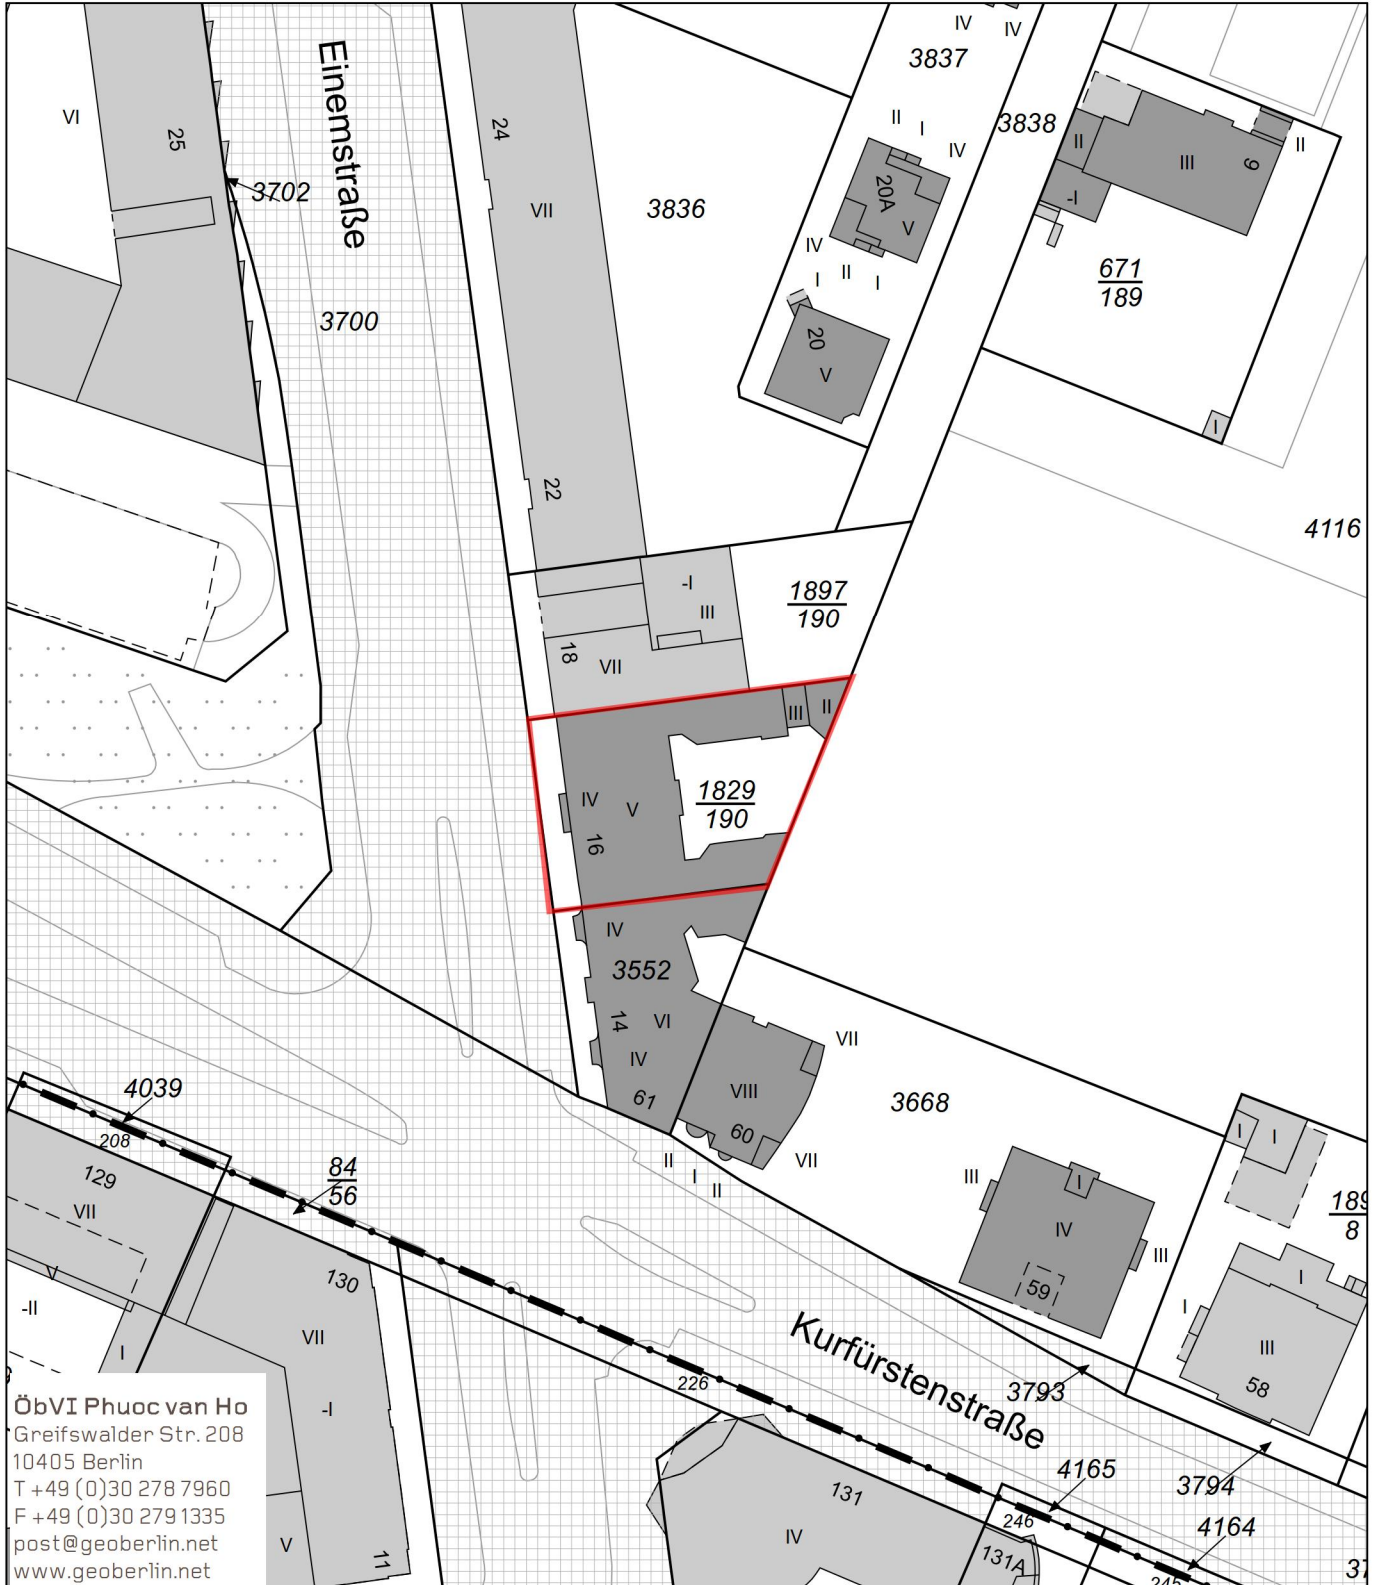 IV
IV
3837
VI
25
Einemstraße
24
II
I
IV
3838
II
III
9
II
3702
VII
3836
20A
V
-I
IV
I
II
I
671
189
3700
20
V
I
22
4116
-I
III
1897
190
18
VII
III
II
IV
V
16
1829
190
IV
3552
14
VI
IV
61
VII
VIII
60
3668
4039
208
129
VII
84
56
II
I
II
VII
III
I
IV
59
III
I
I
189
8
V
-II
I
130
VII
-I
I
I
III
58
Kurfürstenstraße
226
3793
3794
4165
4164
246
245
131
131A
IV
V
11
37
ÖbVI Phuoc van Ho
Greifswalder Str. 208
10405 Berlin
T +49 (0)30 278 7960
F +49 (0)30 279 1335
post@geoberlin.net
www.geoberlin.net